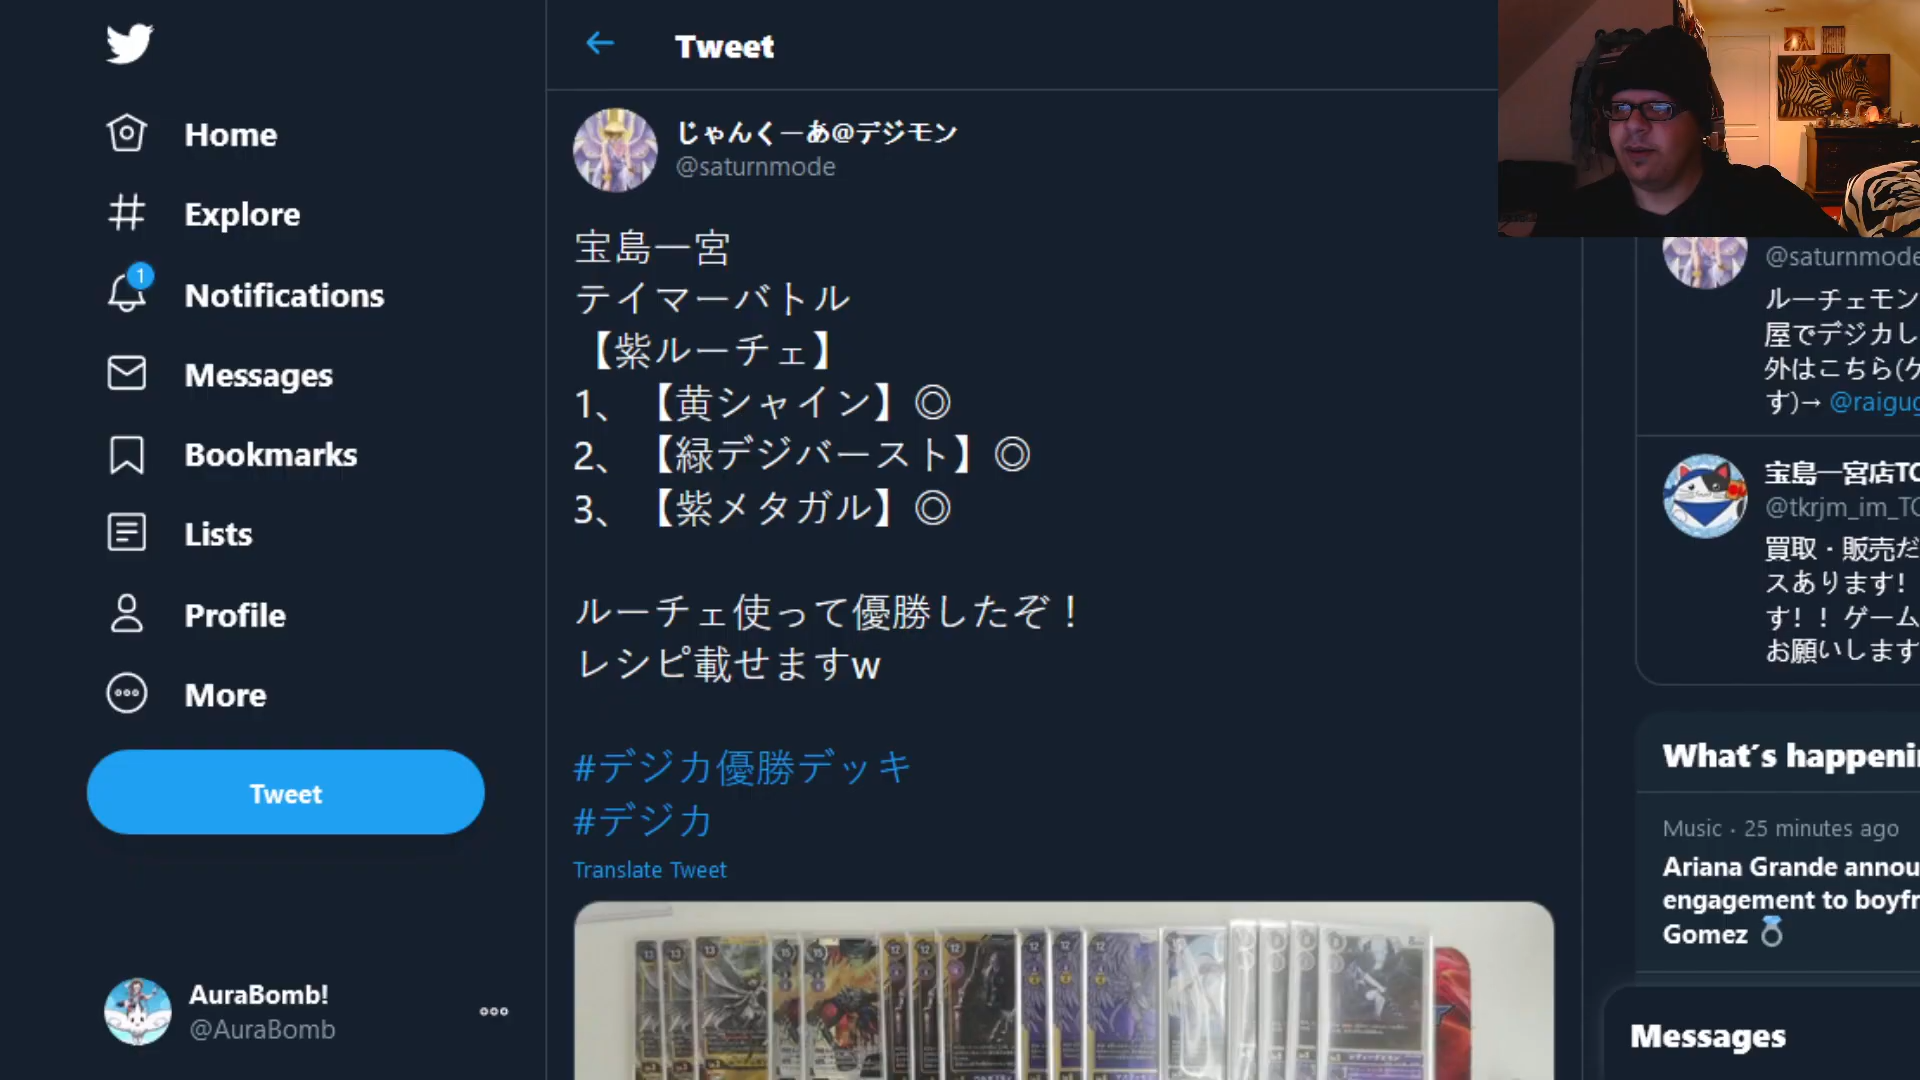 Home
Explore
1
Notifications
Messages
Bookmarks
Lists
Profile
More
Tweet
AuraBomb!
@AuraBomb
Tweet
じゃんくーあ@デジモン
@saturnmode
宝島一宮
テイマーバトル
【紫ルーチェ】
1、【黄シャイン】◎
2、【緑デジバースト】◎
3、【紫メタガル】◎
ルーチェ使って優勝したぞ！
レシピ載せますw
#デジカ優勝デッキ
#デジカ
Translate Tweet
@saturnmode
ルーチェモン
屋でデジカし
外はこちら(ケ
す)→ @raigug
宝島一宮店TC
@tkrjm_im_TC
買取・販売だ
スあります!
す！！ゲーム
お願いします
What's happenin
Music · 25 minutes ago
Ariana Grande annou
engagement to boyfr
Gomez
Messages